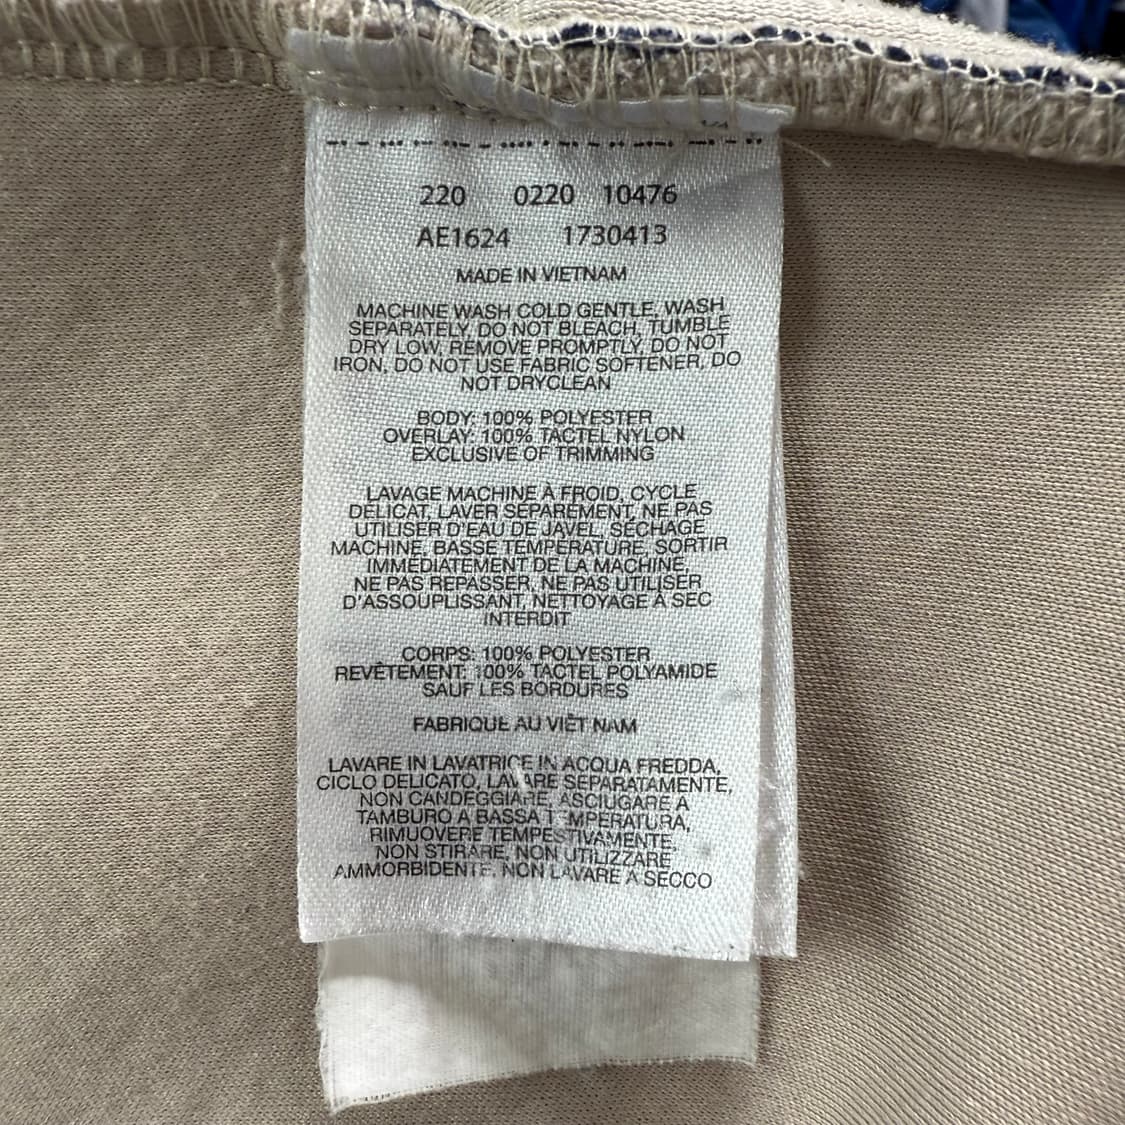 220 0220 10476
AE1624 1730413
MADE IN VIETNAM
MACHINE WASH COLD GENTLE, WASH
SEPARATELY, DO NOT BLEACH, TUMBLE
DRY LOW, REMOVE PROMPTLY, DO NOT
IRON, DO NOT USE FABRIC SOFTENER, DO
NOT DRYCLEAN
BODY: 100% POLYESTER
OVERLAY: 100% TACTEL NYLON
EXCLUSIVE OF TRIMMING
LAVAGE MACHINE À FROID, CYCLE
DÉLICAT, LAVER SÉPARÉMENT, NE PAS
UTILISER D'EAU DE JAVEL, SÉCHAGE
MACHINE, BASSE TEMPÉRATURE, SORTIR
IMMÉDIATEMENT DE LA MACHINE,
NE PAS REPASSER, NE PAS UTILISER
D'ASSOUPLISSANT, NETTOYAGE À SEC
INTERDIT
CORPS: 100% POLYESTER
REVÊTEMENT: 100% TACTEL POLYAMIDE
SAUF LES BORDURES
FABRIQUÉ AU VIÊT NAM
LAVARE IN LAVATRICE IN ACQUA FREDDA,
CICLO DELICATO, LAVARE SEPARATAMENTE,
NON CANDEGGIARE, ASCIUGARE A
TAMBURO A BASSA TEMPERATURA,
RIMUOVERE TEMPESTIVAMENTE,
NON STIRARE, NON UTILIZZARE
AMMORBIDENTE, NON LAVARE A SECCO